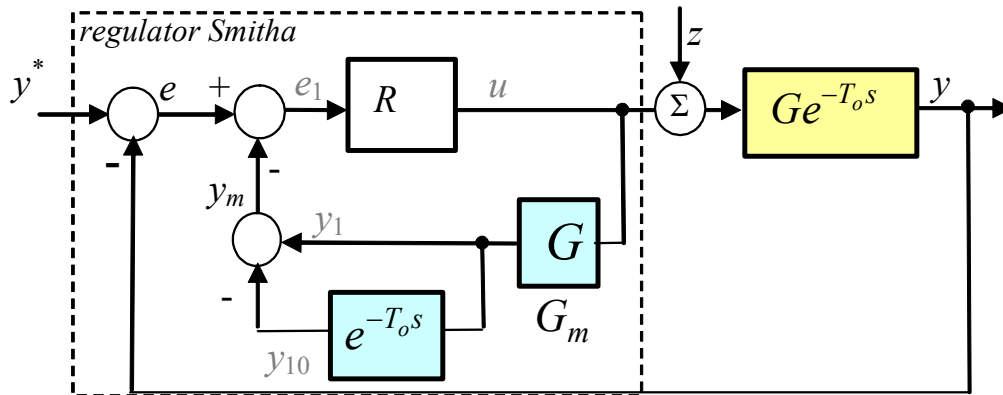 regulator Smitha
z
y*
e
+
e₁
R
u
Σ
Ge^{−Tₒs}
y
-
-
yₘ
y₁
G
-
e^{−Tₒs}
Gₘ
y₁₀